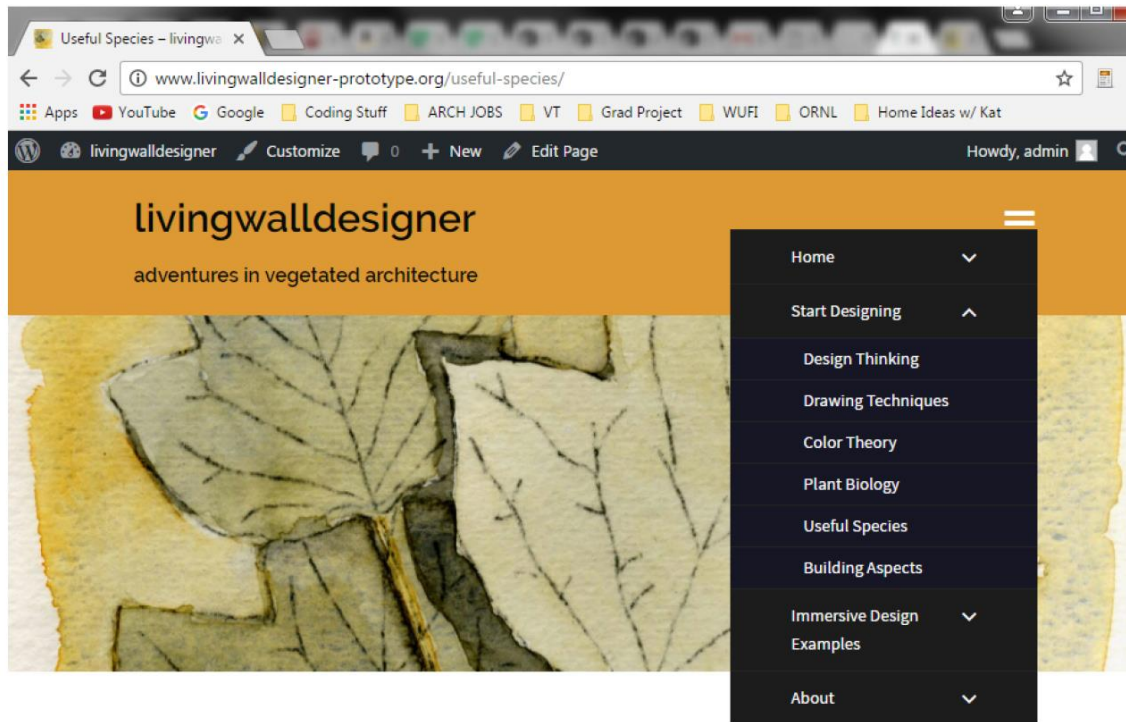 Useful Species – livingwa
www.livingwalldesigner-prototype.org/useful-species/
Apps YouTube Google Coding Stuff ARCH JOBS VT Grad Project WUFI ORNL Home Ideas w/ Kat
livingwalldesigner Customize 0 New Edit Page Howdy, admin
livingwalldesigner
adventures in vegetated architecture
Home
Start Designing
Design Thinking
Drawing Techniques
Color Theory
Plant Biology
Useful Species
Building Aspects
Immersive Design
Examples
About